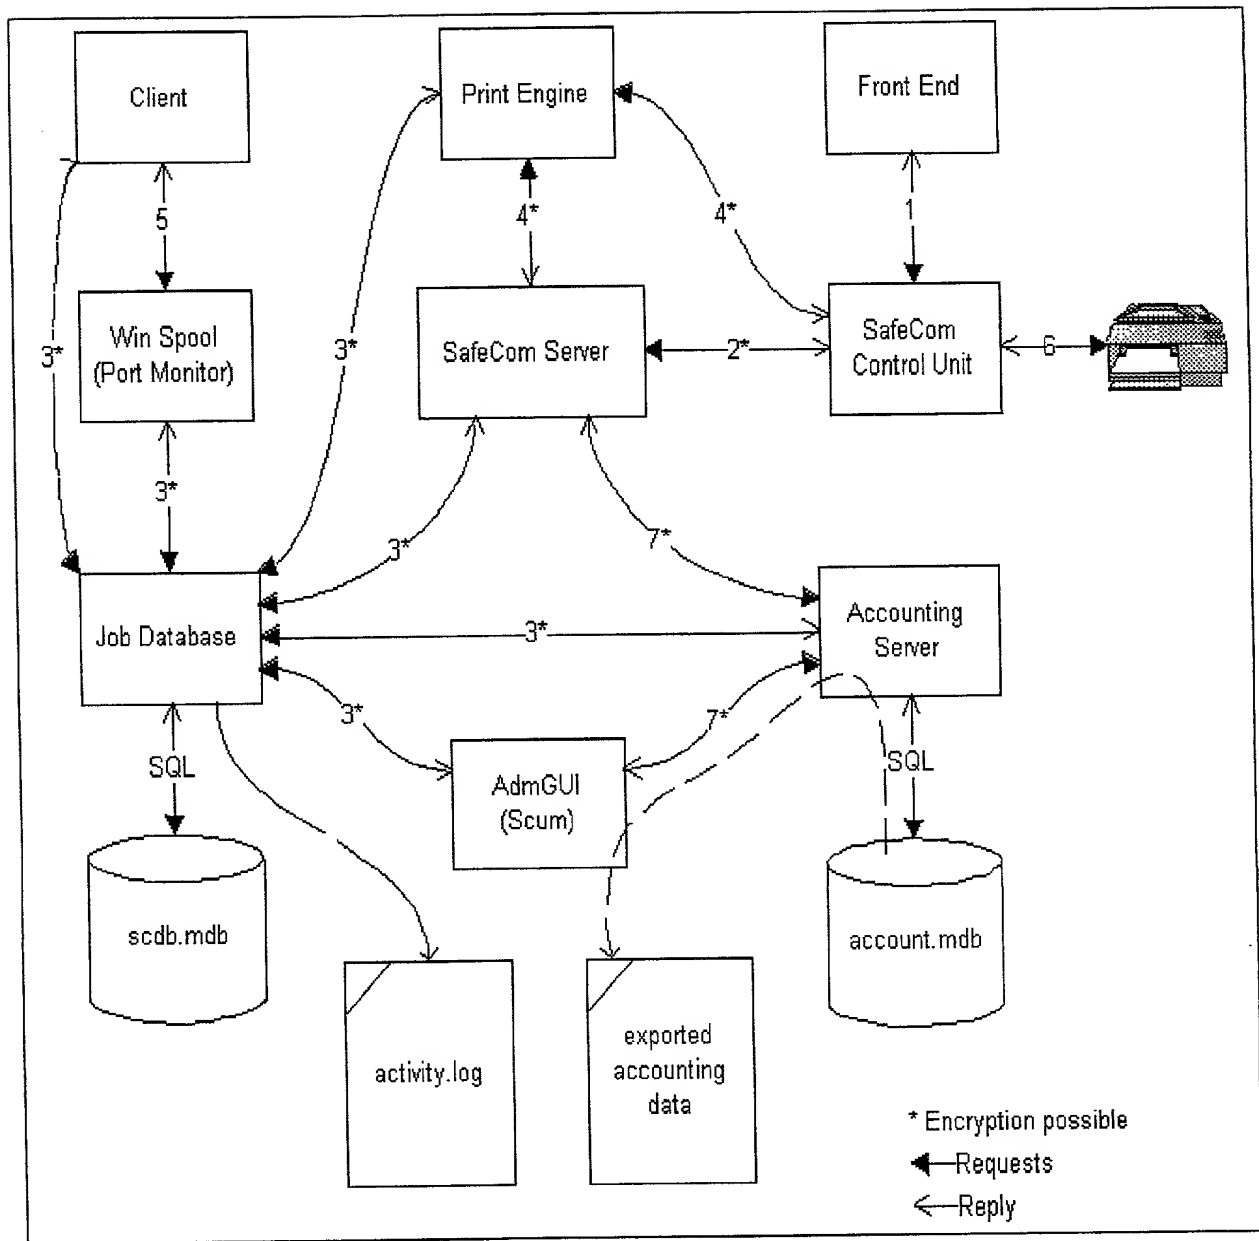 Client
Print Engine
Front End
5
4*
4*
1
3*
Win Spool
(Port Monitor)
3*
SafeCom Server
2*
SafeCom
Control Unit
6
3*
3*
7*
Job Database
3*
Accounting
Server
3*
7*
SQL
AdmGUI
(Scum)
SQL
scdb.mdb
account.mdb
activity.log
exported
accounting
data
* Encryption possible
Requests
Reply